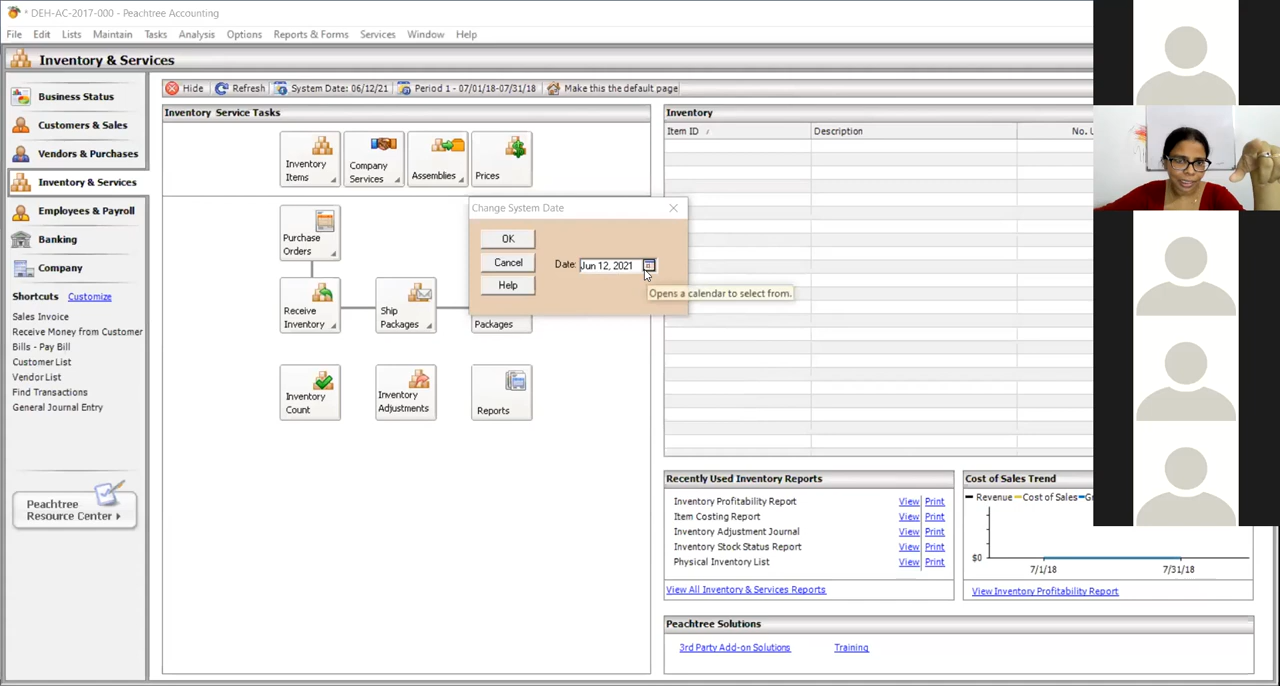 * DEH-AC-2017-000 - Peachtree Accounting
File Edit Lists Maintain Tasks Analysis Options Reports & Forms Services Window Help
Inventory & Services
Business Status
Customers & Sales
Vendors & Purchases
Inventory & Services
Employees & Payroll
Banking
Company
Shortcuts Customize
Sales Invoice
Receive Money from Customer
Bills - Pay Bill
Customer List
Vendor List
Find Transactions
General Journal Entry
Peachtree
Resource Center
Hide Refresh System Date: 06/12/21 Period 1 - 07/01/18-07/31/18 Make this the default page
Inventory Service Tasks
Inventory
Items
Company
Services
Assemblies
Prices
Purchase
Orders
Receive
Inventory
Ship
Packages
Packages
Inventory
Count
Inventory
Adjustments
Reports
Change System Date
OK
Cancel
Help
Date: Jun 12, 2021
Opens a calendar to select from.
Inventory
Item ID / Description No.
Recently Used Inventory Reports
Inventory Profitability Report View Print
Item Costing Report View Print
Inventory Adjustment Journal View Print
Inventory Stock Status Report View Print
Physical Inventory List View Print
View All Inventory & Services Reports
Cost of Sales Trend
Revenue Cost of Sales
$0
7/1/18 7/31/18
View Inventory Profitability Report
Peachtree Solutions
3rd Party Add-on Solutions Training